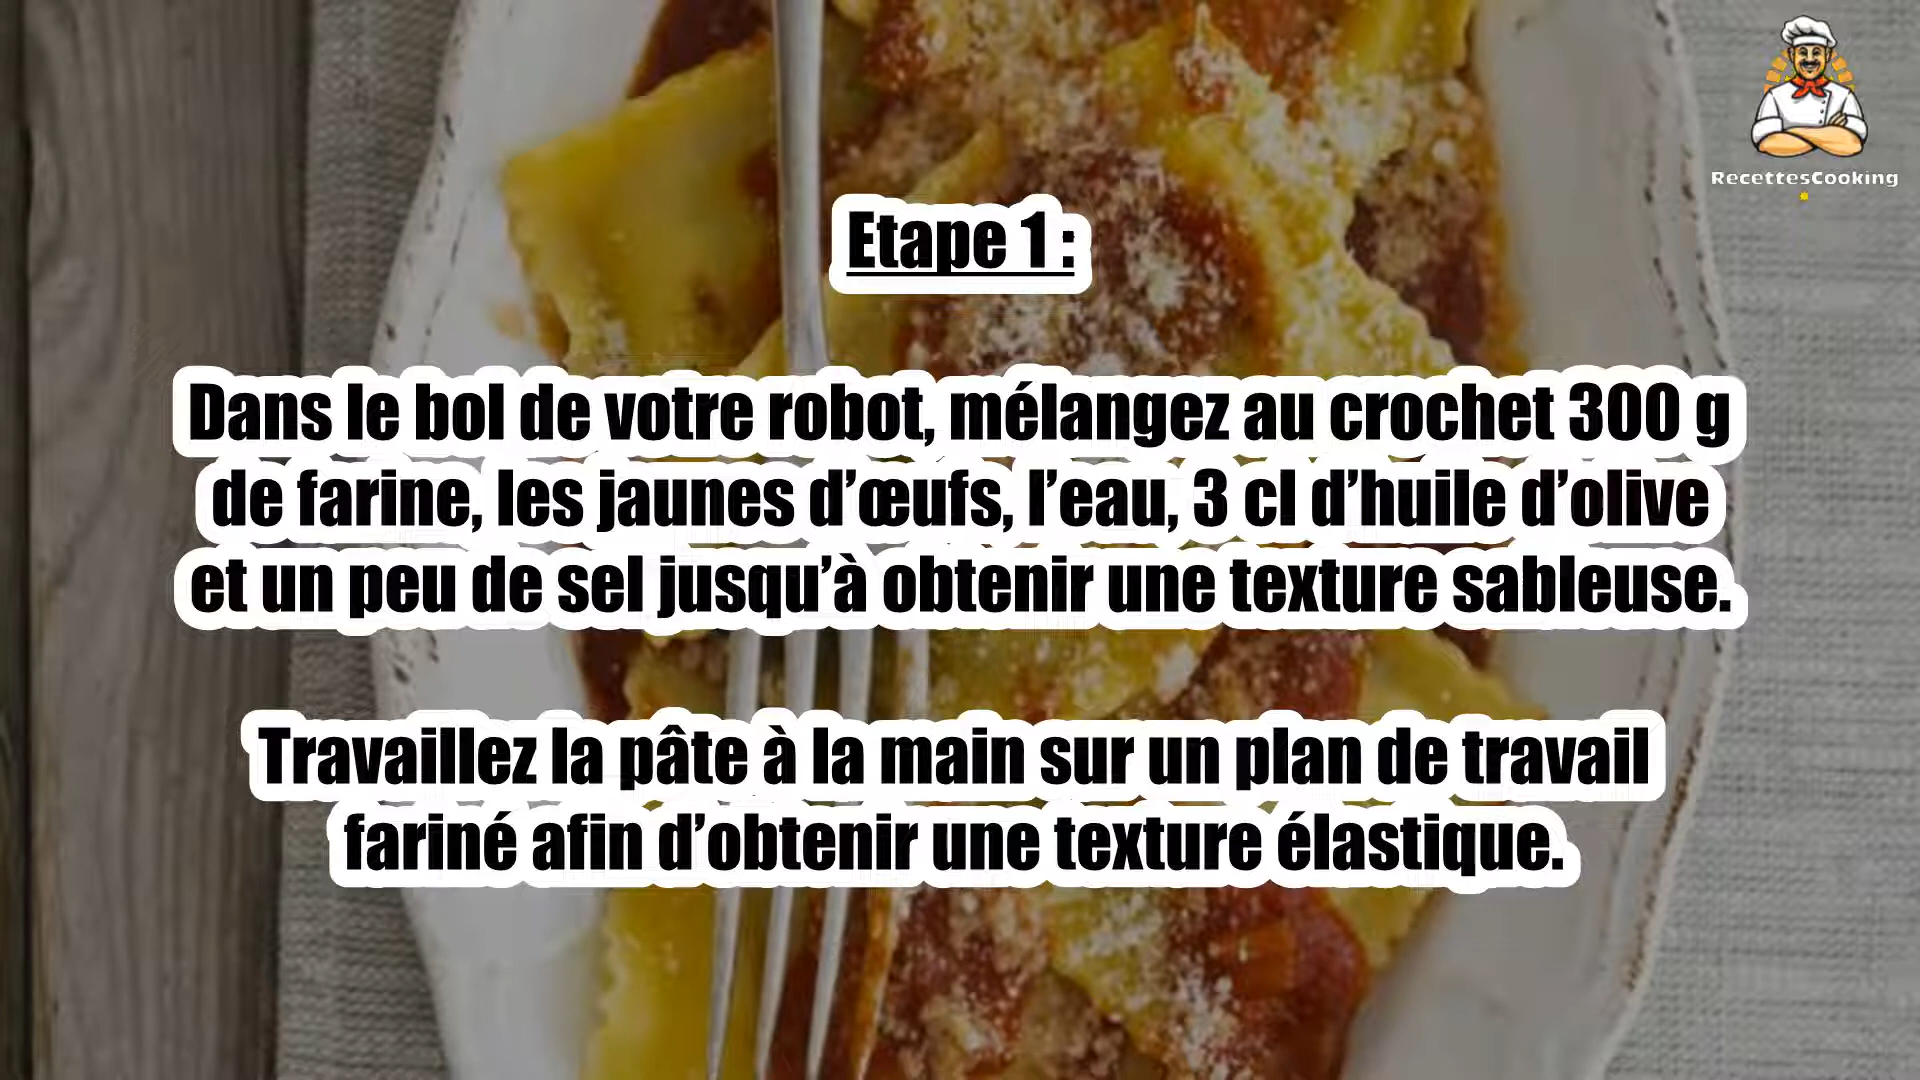 RecettesCooking
Etape 1 :
Dans le bol de votre robot, mélangez au crochet 300 g
de farine, les jaunes d’œufs, l’eau, 3 cl d’huile d’olive
et un peu de sel jusqu’à obtenir une texture sableuse.
Travaillez la pâte à la main sur un plan de travail
fariné afin d’obtenir une texture élastique.